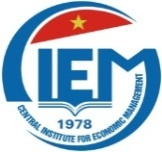 CIEM
1978
CENTRAL INSTITUTE FOR ECONOMIC MANAGEMENT